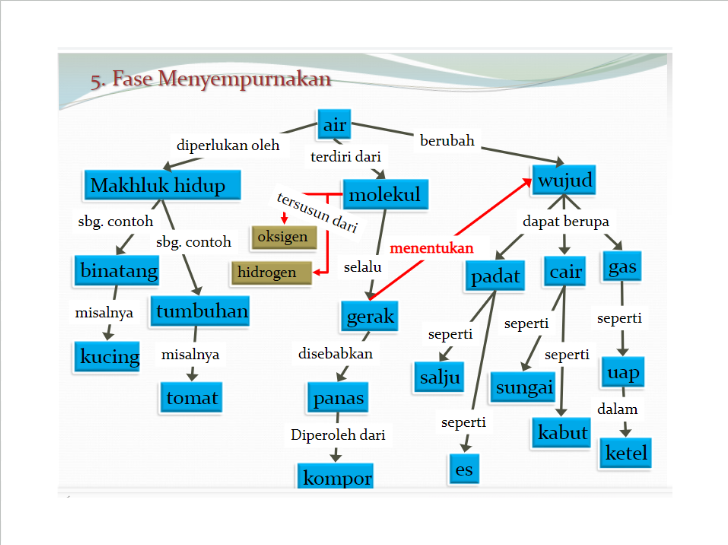 5. Fase Menyempurnakan
air
diperlukan oleh
terdiri dari
berubah
Makhluk hidup
molekul
wujud
sbg. contoh
sbg. contoh
tersusun dari
oksigen
hidrogen
dapat berupa
menentukan
selalu
binatang
tumbuhan
padat
cair
gas
misalnya
misalnya
gerak
seperti
seperti
seperti
seperti
kucing
tomat
disebabkan
panas
salju
sungai
uap
Diperoleh dari
seperti
dalam
kompor
es
kabut
ketel